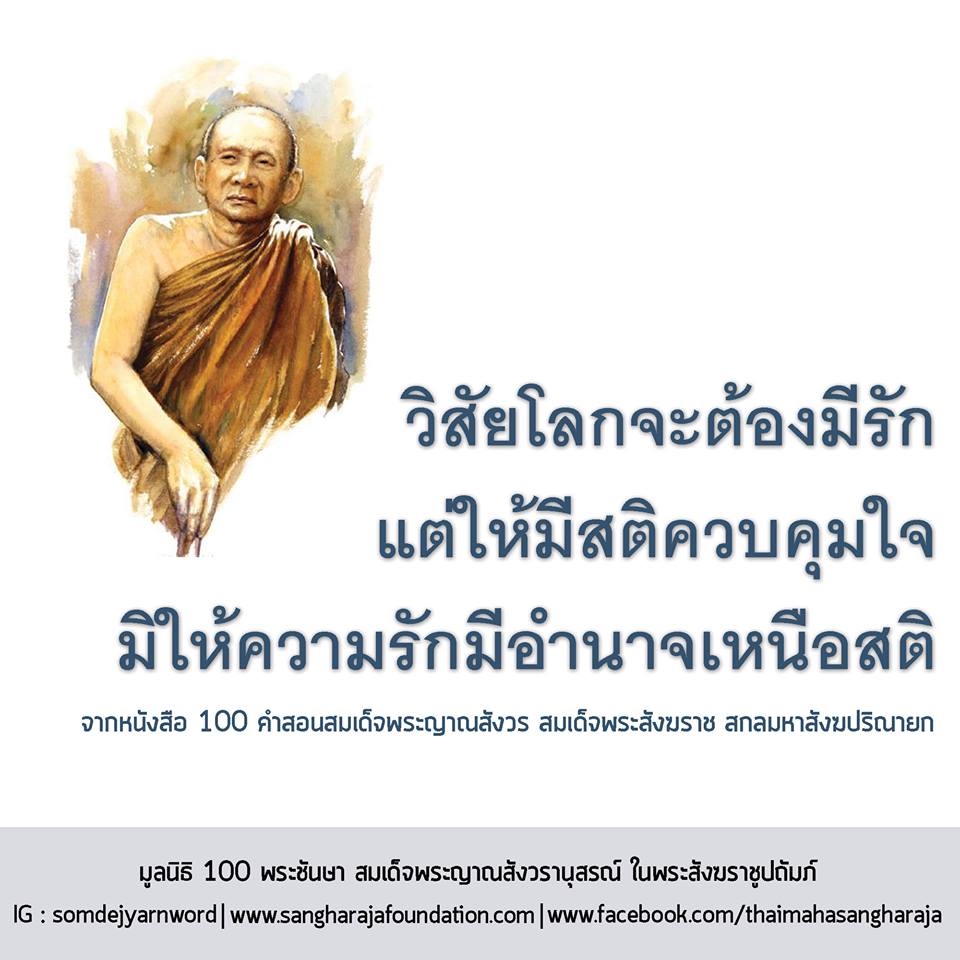 วิสัยโลกจะต้องมีรัก
แต่ให้มีสติควบคุมใจ
มิให้ความรักมีอำนาจเหนือสติ
จากหนังสือ 100 คำสอนสมเด็จพระญาณสังวร สมเด็จพระสังฆราช สกลมหาสังฆปริณายก
มูลนิธิ 100 พระชันษา สมเด็จพระญาณสังวรานุสรณ์ ในพระสังฆราชูปถัมภ์
IG : somdejyarnword|www.sangharajafoundation.com|www.facebook.com/thaimahasangharaja